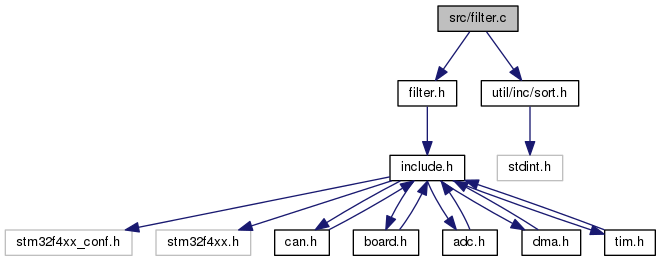 src/filter.c
filter.h
util/inc/sort.h
include.h
stdint.h
stm32f4xx_conf.h
stm32f4xx.h
can.h
board.h
adc.h
dma.h
tim.h